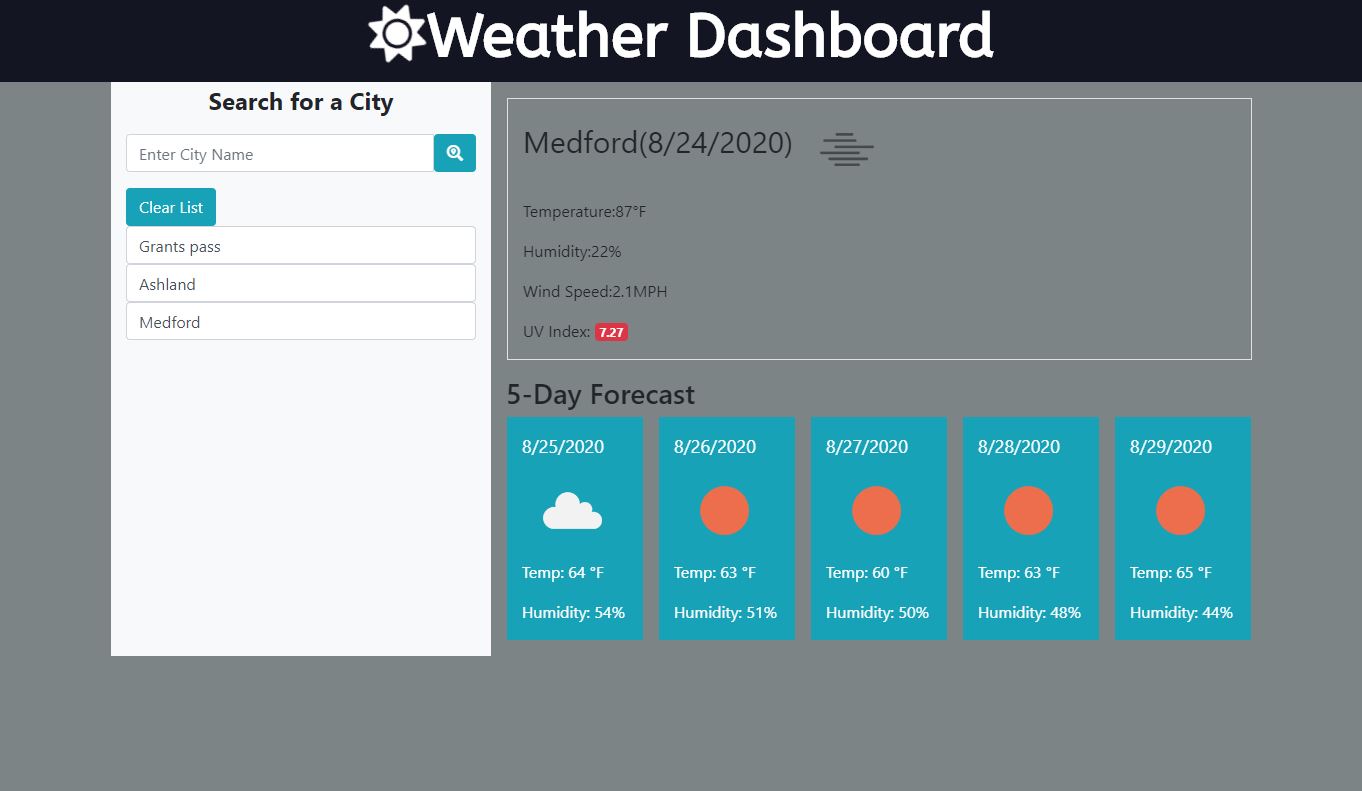 Weather Dashboard
Search for a City
Enter City Name
Clear List
Grants pass
Ashland
Medford
Medford(8/24/2020)
Temperature:87°F
Humidity:22%
Wind Speed:2.1MPH
UV Index: 7.27
5-Day Forecast
8/25/2020
Temp: 64 °F
Humidity: 54%
8/26/2020
Temp: 63 °F
Humidity: 51%
8/27/2020
Temp: 60 °F
Humidity: 50%
8/28/2020
Temp: 63 °F
Humidity: 48%
8/29/2020
Temp: 65 °F
Humidity: 44%